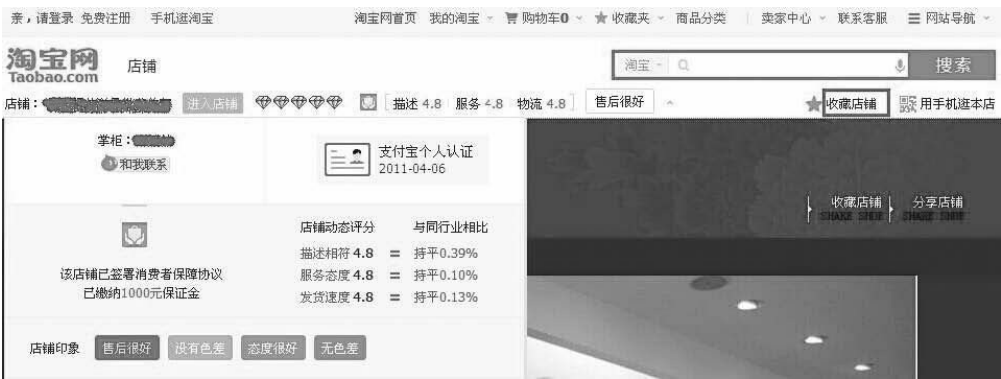 亲，请登录 免费注册 手机逛淘宝 淘宝网首页 我的淘宝 购物车0 收藏夹 商品分类 卖家中心 联系客服 网站导航
淘宝网 店铺 淘宝 搜索
Taobao.com
店铺： 进入店铺 描述 4.8 服务 4.8 物流 4.8 售后很好 收藏店铺 用手机逛本店
掌柜：
和我联系
支付宝个人认证
2011-04-06
收藏店铺 分享店铺
SHARE SHOP SHARE SHOP
店铺动态评分 与同行业相比
描述相符 4.8 = 持平0.39%
服务态度 4.8 = 持平0.10%
发货速度 4.8 = 持平0.13%
该店铺已签署消费者保障协议
已缴纳1000元保证金
店铺印象 售后很好 没有色差 态度很好 无色差